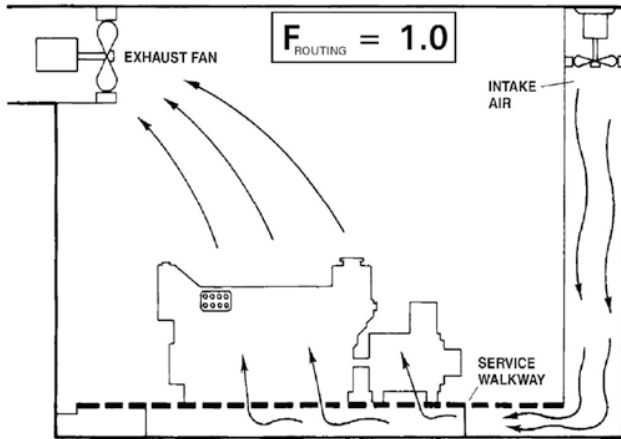 F ROUTING = 1.0
EXHAUST FAN
INTAKE
AIR
SERVICE
WALKWAY